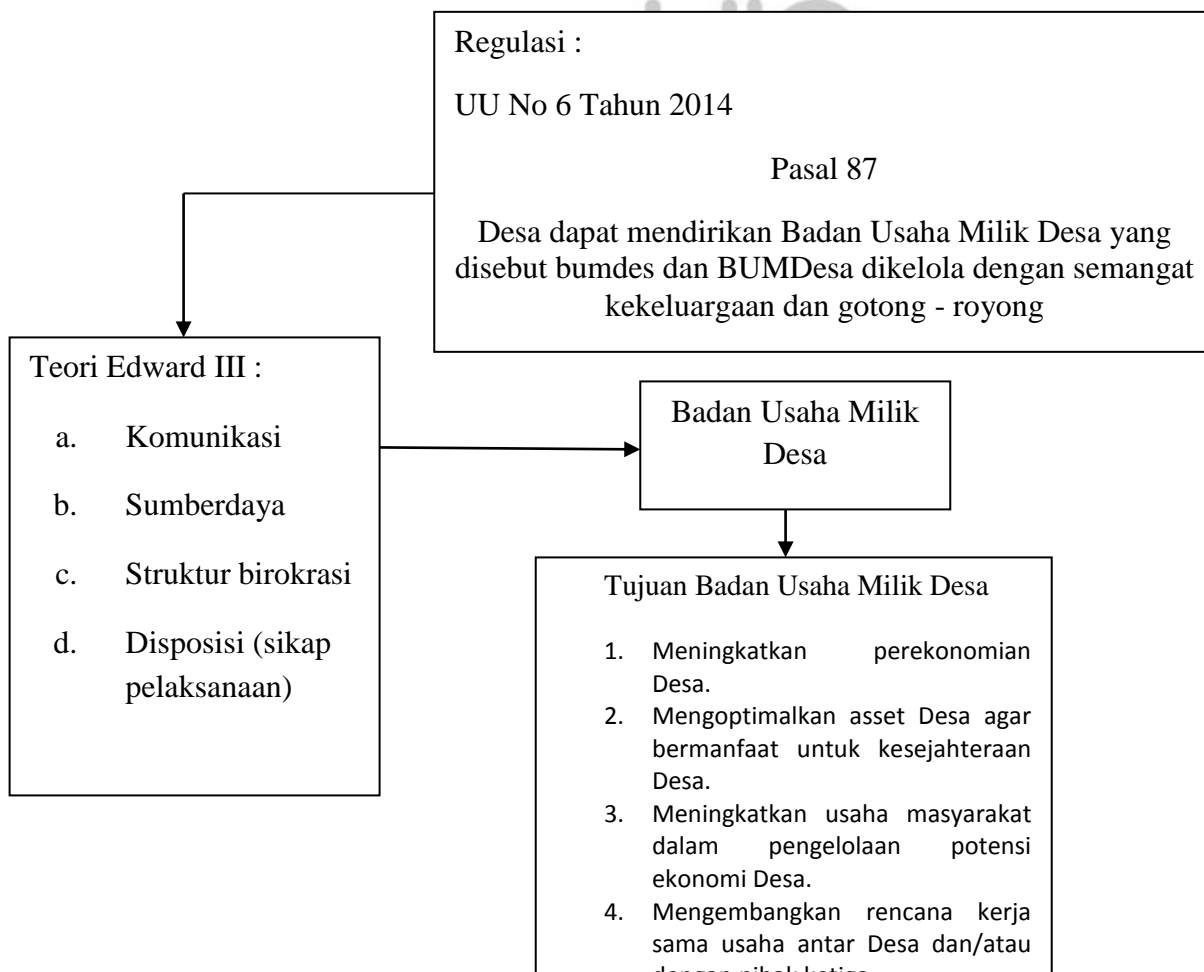 Regulasi :
UU No 6 Tahun 2014
Pasal 87
Desa dapat mendirikan Badan Usaha Milik Desa yang
disebut bumdes dan BUMDesa dikelola dengan semangat
kekeluargaan dan gotong - royong
Teori Edward III :
a. Komunikasi
b. Sumberdaya
c. Struktur birokrasi
d. Disposisi (sikap
pelaksanaan)
Badan Usaha Milik
Desa
Tujuan Badan Usaha Milik Desa
1. Meningkatkan perekonomian
Desa.
2. Mengoptimalkan asset Desa agar
bermanfaat untuk kesejahteraan
Desa.
3. Meningkatkan usaha masyarakat
dalam pengelolaan potensi
ekonomi Desa.
4. Mengembangkan rencana kerja
sama usaha antar Desa dan/atau
dengan pihak ketiga